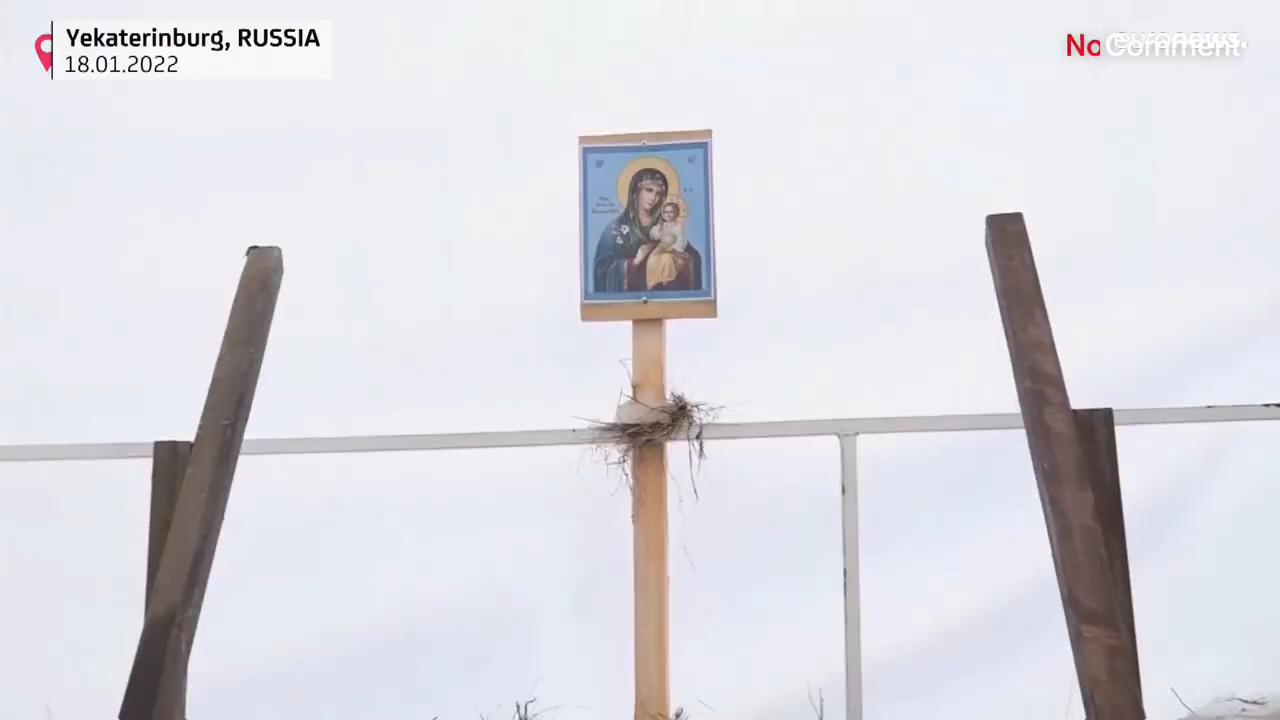 Yekaterinburg, RUSSIA
18.01.2022
No Comment
euronews.